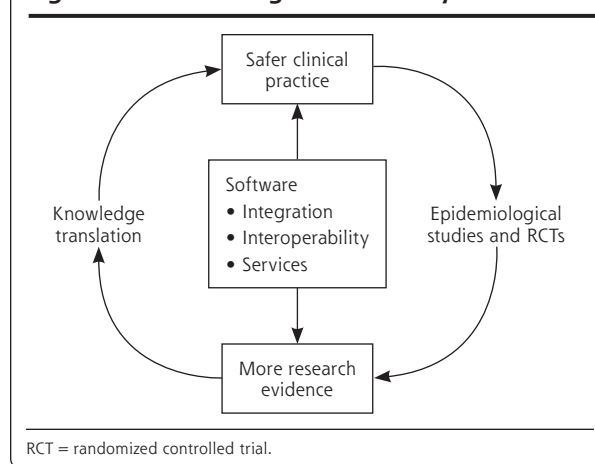 Safer clinical
practice
Software
• Integration
• Interoperability
• Services
Knowledge
translation
Epidemiological
studies and RCTs
More research
evidence
RCT = randomized controlled trial.